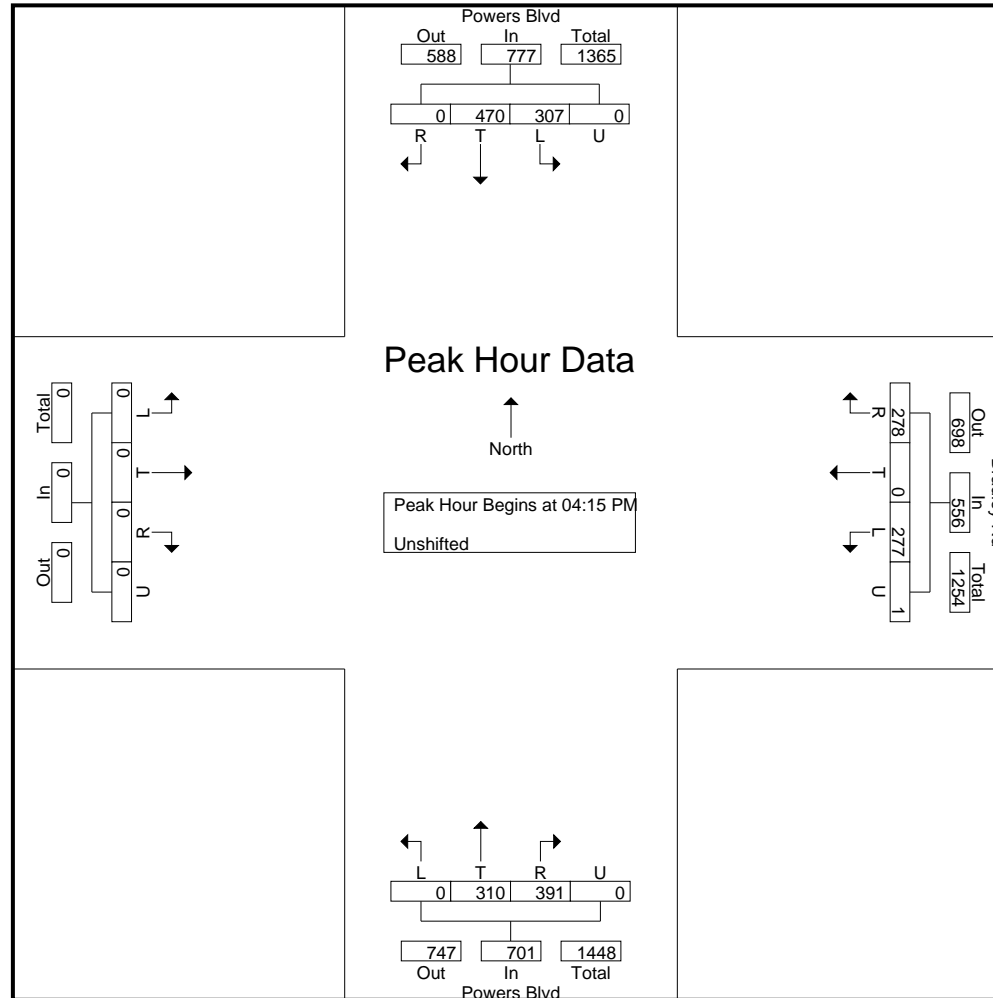 Powers Blvd
Out In Total
588 777 1365
0 470 307 0
R T L U
Peak Hour Data
North
Peak Hour Begins at 04:15 PM
Unshifted
Total 0 In 0 Out 0
0 0 0 0
L T R U
R T L U
278 0 277 1
Out In Total
698 556 1254
L T R U
0 310 391 0
747 701 1448
Out In Total
Powers Blvd